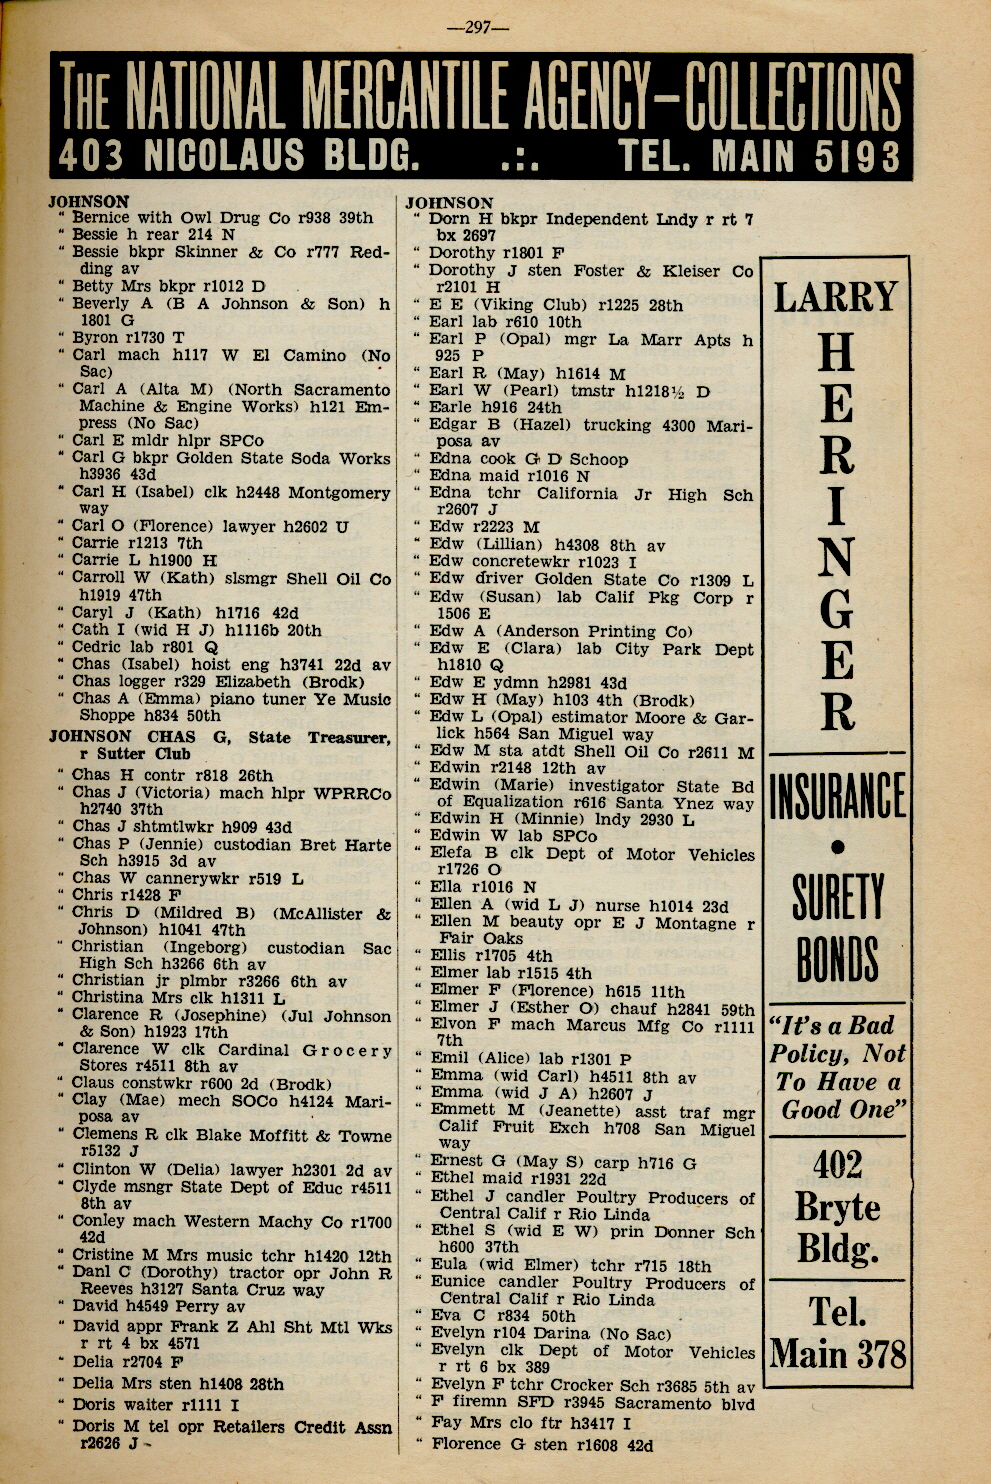 —297—
THE NATIONAL MERCANTILE AGENCY—COLLECTIONS
403 NICOLAUS BLDG. .:. TEL. MAIN 5193
JOHNSON
" Bernice with Owl Drug Co r938 39th
" Bessie h rear 214 N
" Bessie bkpr Skinner & Co r777 Red-
ding av
" Betty Mrs bkpr r1012 D
" Beverly A (B A Johnson & Son) h
1801 G
" Byron r1730 T
" Carl mach h117 W El Camino (No
Sac)
" Carl A (Alta M) (North Sacramento
Machine & Engine Works) h121 Em-
press (No Sac)
" Carl E mldr hlpr SPCo
" Carl G bkpr Golden State Soda Works
h3936 43d
" Carl H (Isabel) clk h2448 Montgomery
way
" Carl O (Florence) lawyer h2602 U
" Carrie r1213 7th
" Carrie L h1900 H
" Carroll W (Kath) slsmgr Shell Oil Co
h1919 47th
" Caryl J (Kath) h1716 42d
" Cath I (wid H J) h1116b 20th
" Cedric lab r801 Q
" Chas (Isabel) hoist eng h3741 22d av
" Chas logger r329 Elizabeth (Brodk)
" Chas A (Emma) piano tuner Ye Music
Shoppe h834 50th
JOHNSON CHAS G, State Treasurer,
r Sutter Club
" Chas H contr r818 26th
" Chas J (Victoria) mach hlpr WPRRCo
h2740 37th
" Chas J shtmtlwkr h909 43d
" Chas P (Jennie) custodian Bret Harte
Sch h3915 3d av
" Chas W cannerywkr r519 L
" Chris r1428 F
" Chris D (Mildred B) (McAllister &
Johnson) h1041 47th
" Christian (Ingeborg) custodian Sac
High Sch h3266 6th av
" Christian jr plmbr r3266 6th av
" Christina Mrs clk h1311 L
" Clarence R (Josephine) (Jul Johnson
& Son) h1923 17th
" Clarence W clk Cardinal Grocery
Stores r4511 8th av
" Claus constwkr r600 2d (Brodk)
" Clay (Mae) mech SOCo h4124 Mari-
posa av
" Clemens R clk Blake Moffitt & Towne
r5132 J
" Clinton W (Delia) lawyer h2301 2d av
" Clyde msngr State Dept of Educ r4511
8th av
" Conley mach Western Machy Co r1700
42d
" Cristine M Mrs music tchr h1420 12th
" Danl C (Dorothy) tractor opr John R
Reeves h3127 Santa Cruz way
" David h4549 Perry av
" David appr Frank Z Ahl Sht Mtl Wks
r rt 4 bx 4571
" Delia r2704 F
" Delia Mrs sten h1408 28th
" Doris waiter r1111 I
" Doris M tel opr Retailers Credit Assn
r2626 J
JOHNSON
" Dorn H bkpr Independent Lndy r rt 7
bx 2697
" Dorothy r1801 F
" Dorothy J sten Foster & Kleiser Co
r2101 H
" E E (Viking Club) r1225 28th
" Earl lab r610 10th
" Earl P (Opal) mgr La Marr Apts h
925 P
" Earl R (May) h1614 M
" Earl W (Pearl) tmstr h1218½ D
" Earle h916 24th
" Edgar B (Hazel) trucking 4300 Mari-
posa av
" Edna cook G D Schoop
" Edna maid r1016 N
" Edna tchr California Jr High Sch
r2607 J
" Edw r2223 M
" Edw (Lillian) h4308 8th av
" Edw concretewkr r1023 I
" Edw driver Golden State Co r1309 L
" Edw (Susan) lab Calif Pkg Corp r
1506 E
" Edw A (Anderson Printing Co)
" Edw E (Clara) lab City Park Dept
h1810 Q
" Edw E ydmn h2981 43d
" Edw H (May) h103 4th (Brodk)
" Edw L (Opal) estimator Moore & Gar-
lick h564 San Miguel way
" Edw M sta atdt Shell Oil Co r2611 M
" Edwin r2148 12th av
" Edwin (Marie) investigator State Bd
of Equalization r616 Santa Ynez way
" Edwin H (Minnie) lndy 2930 L
" Edwin W lab SPCo
" Elefa B clk Dept of Motor Vehicles
r1726 O
" Ella r1016 N
" Ellen A (wid L J) nurse h1014 23d
" Ellen M beauty opr E J Montagne r
Fair Oaks
" Ellis r1705 4th
" Elmer lab r1515 4th
" Elmer F (Florence) h615 11th
" Elmer J (Esther O) chauf h2841 59th
" Elvon F mach Marcus Mfg Co r1111
7th
" Emil (Alice) lab r1301 P
" Emma (wid Carl) h4511 8th av
" Emma (wid J A) h2607 J
" Emmett M (Jeanette) asst traf mgr
Calif Fruit Exch h708 San Miguel
way
" Ernest G (May S) carp h716 G
" Ethel maid r1931 22d
" Ethel J candler Poultry Producers of
Central Calif r Rio Linda
" Ethel S (wid E W) prin Donner Sch
h600 37th
" Eula (wid Elmer) tchr r715 18th
" Eunice candler Poultry Producers of
Central Calif r Rio Linda
" Eva C r834 50th
" Evelyn r104 Darina (No Sac)
" Evelyn clk Dept of Motor Vehicles
r rt 6 bx 389
" Evelyn F tchr Crocker Sch r3685 5th av
" F firemn SFD r3945 Sacramento blvd
" Fay Mrs clo ftr h3417 I
" Florence G sten r1608 42d
LARRY
H
E
R
I
N
G
E
R
INSURANCE
•
SURETY
BONDS
"It's a Bad
Policy, Not
To Have a
Good One"
402
Bryte
Bldg.
Tel.
Main 378